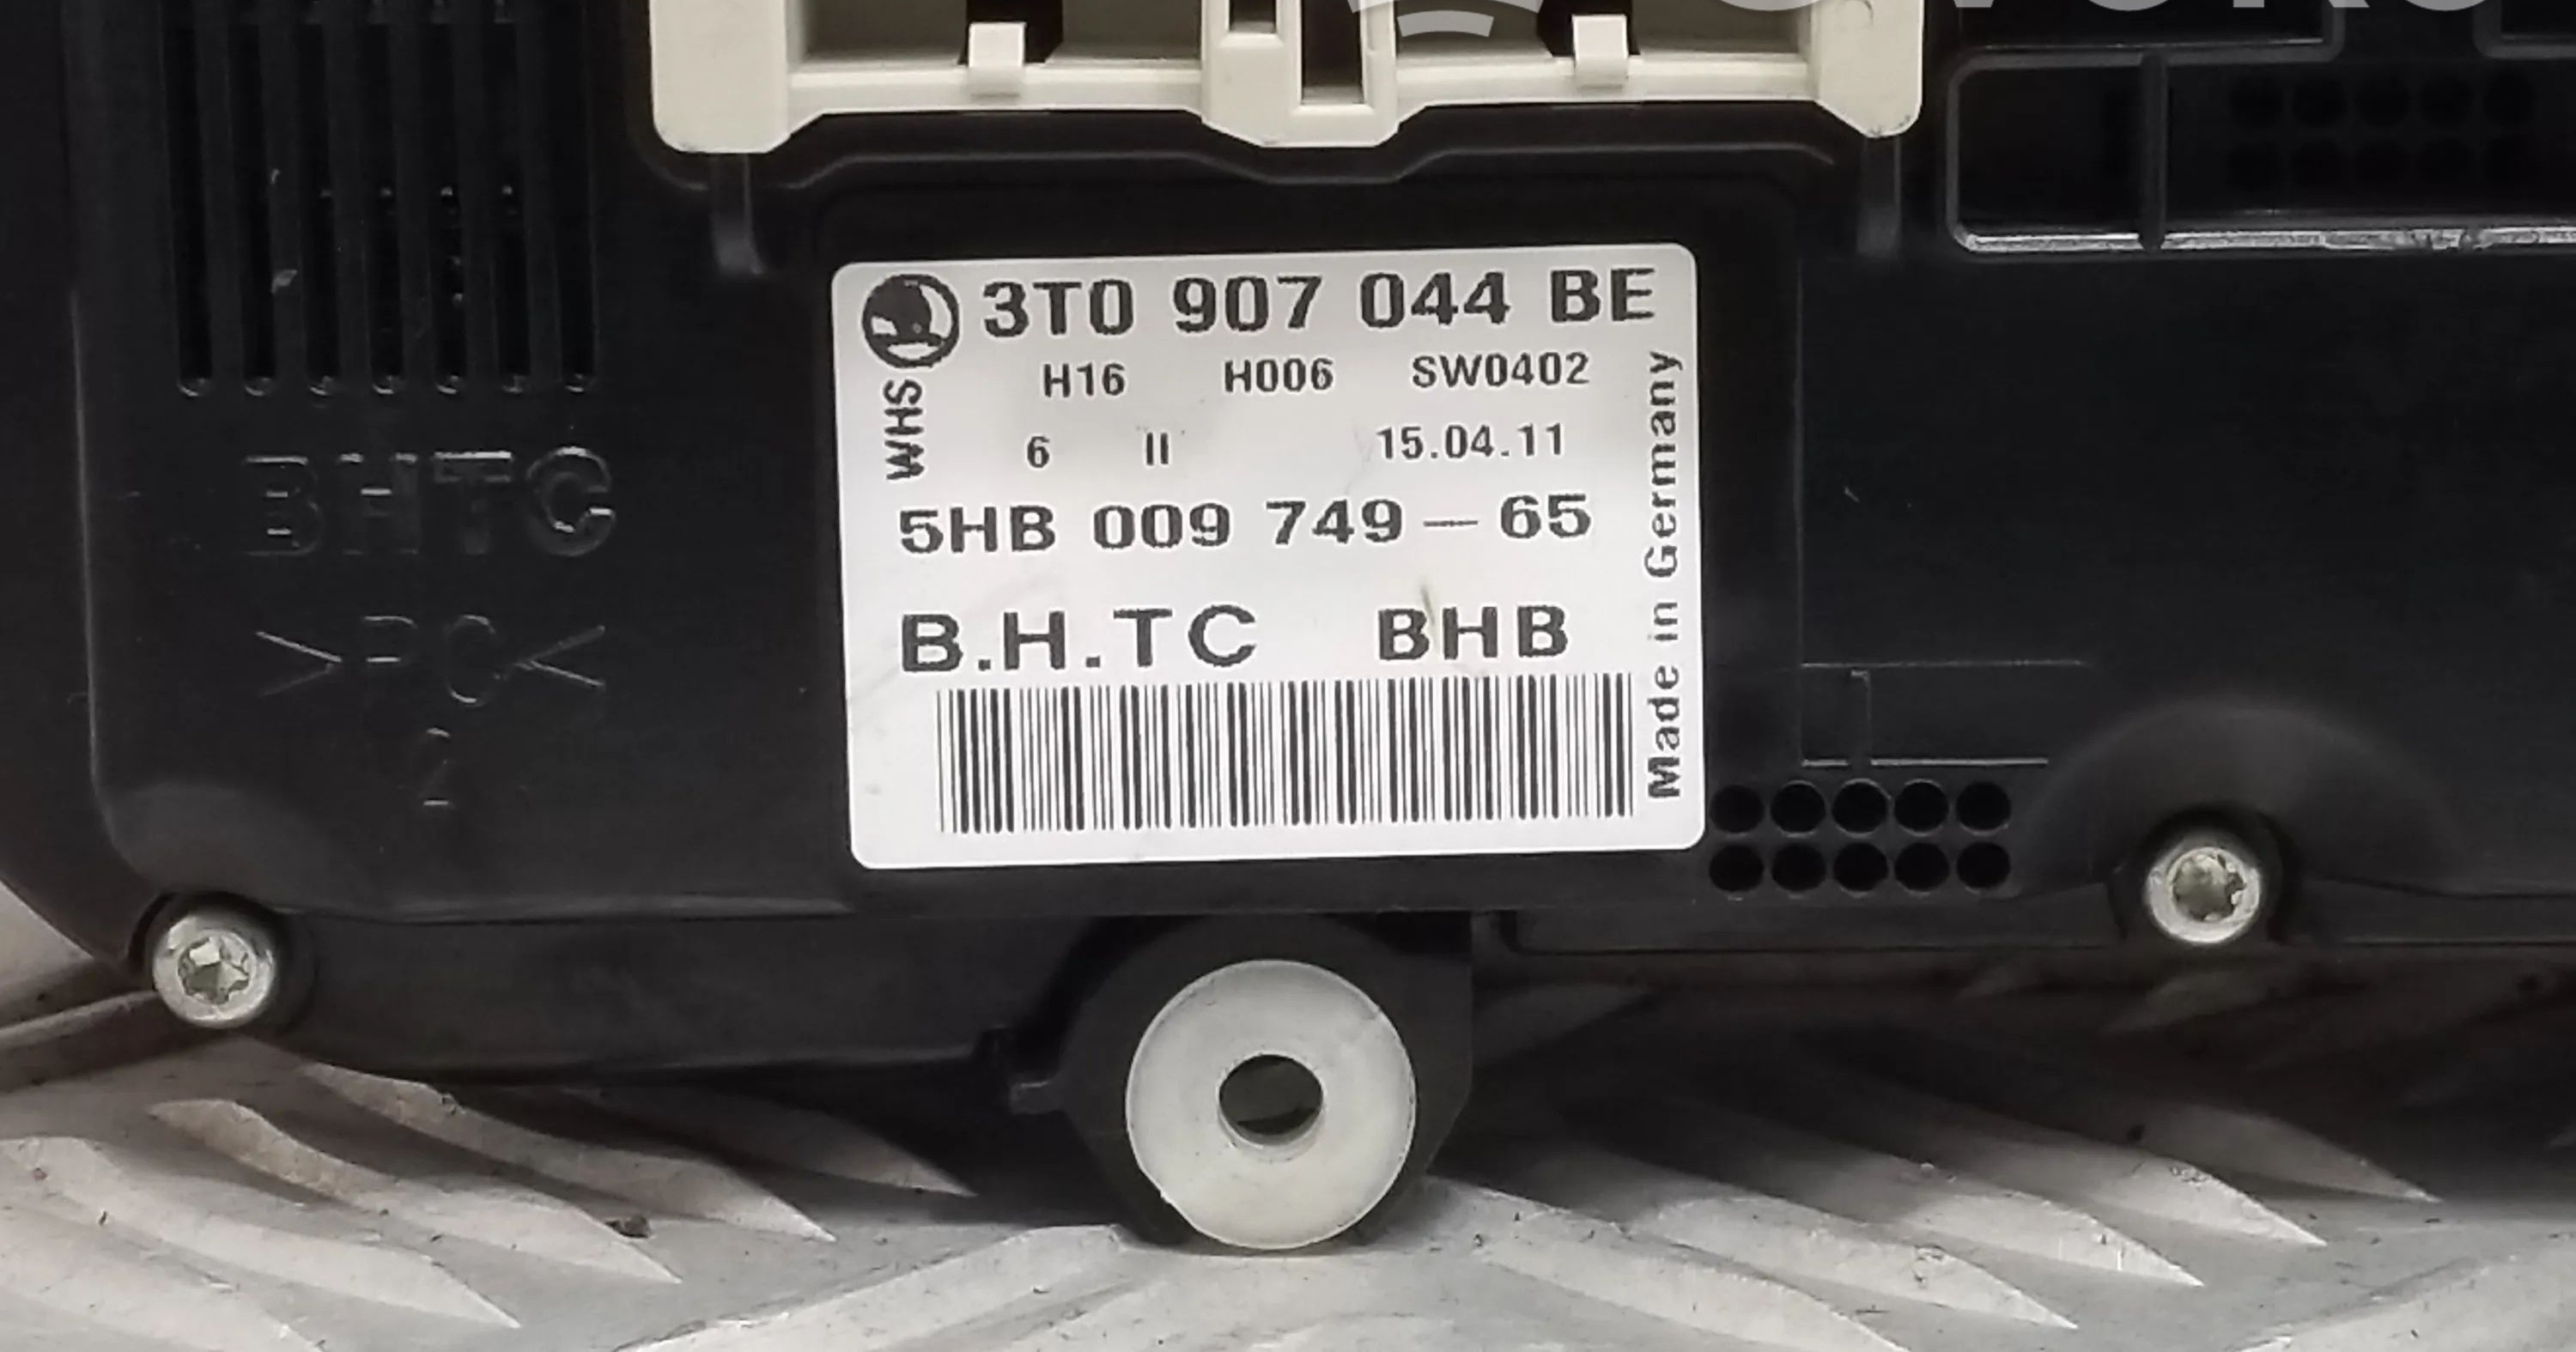 3T0 907 044 BE
H16 H006 SW0402
WHS
6 II 15.04.11
5HB 009 749-65
B.H.TC BHB
Made in Germany
BHTC
>PC<
2